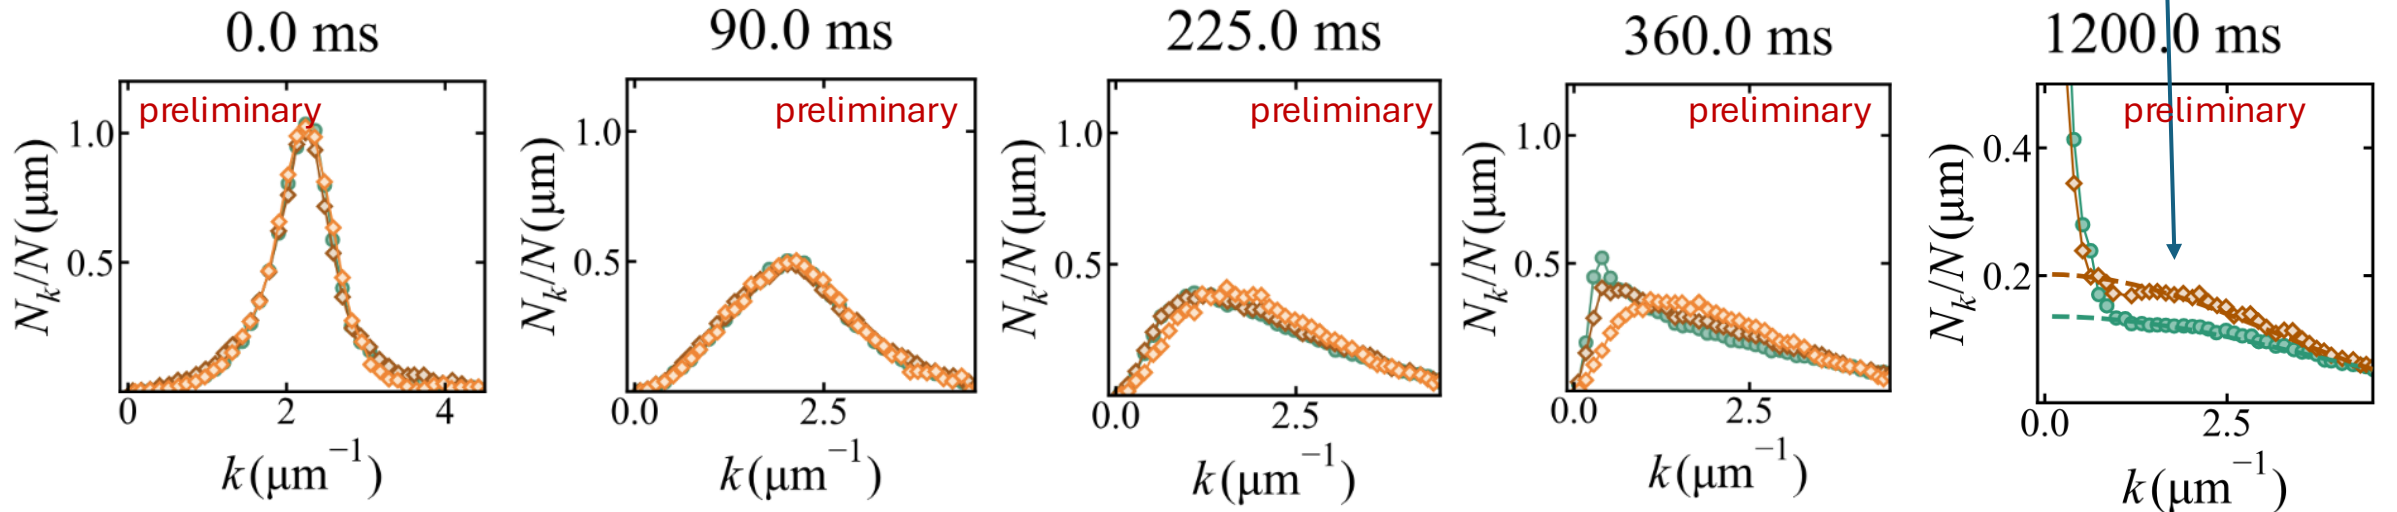 0.0 ms
preliminary
1.0
0.5
N_k/N (μm)
0
2
4
k (μm⁻¹)
90.0 ms
preliminary
1.0
0.5
N_k/N (μm)
0.0
2.5
k (μm⁻¹)
225.0 ms
preliminary
1.0
0.5
N_k/N (μm)
0.0
2.5
k (μm⁻¹)
360.0 ms
preliminary
1.0
0.5
N_k/N (μm)
0.0
2.5
k (μm⁻¹)
1200.0 ms
preliminary
0.4
0.2
N_k/N (μm)
0.0
2.5
k (μm⁻¹)